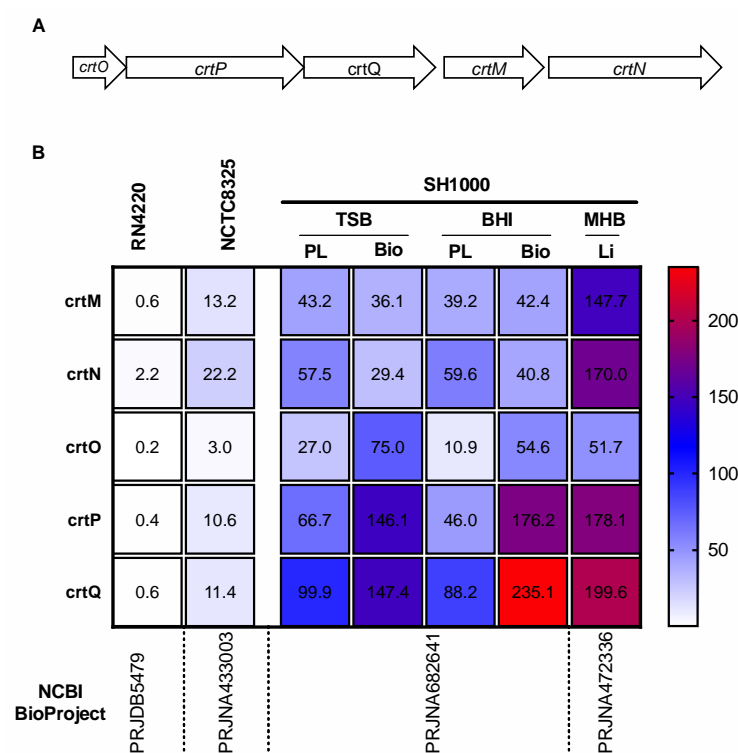 A
crtO crtP crtQ crtM crtN
B
RN4220
NCTC8325
SH1000
TSB BHI MHB
PL Bio PL Bio Li
crtM 0.6 13.2 43.2 36.1 39.2 42.4 147.7
crtN 2.2 22.2 57.5 29.4 59.6 40.8 170.0
crtO 0.2 3.0 27.0 75.0 10.9 54.6 51.7
crtP 0.4 10.6 66.7 146.1 46.0 176.2 178.1
crtQ 0.6 11.4 99.9 147.4 88.2 235.1 199.6
200
150
100
50
NCBI
BioProject
PRJDB5479
PRJNA433003
PRJNA682641
PRJNA472336